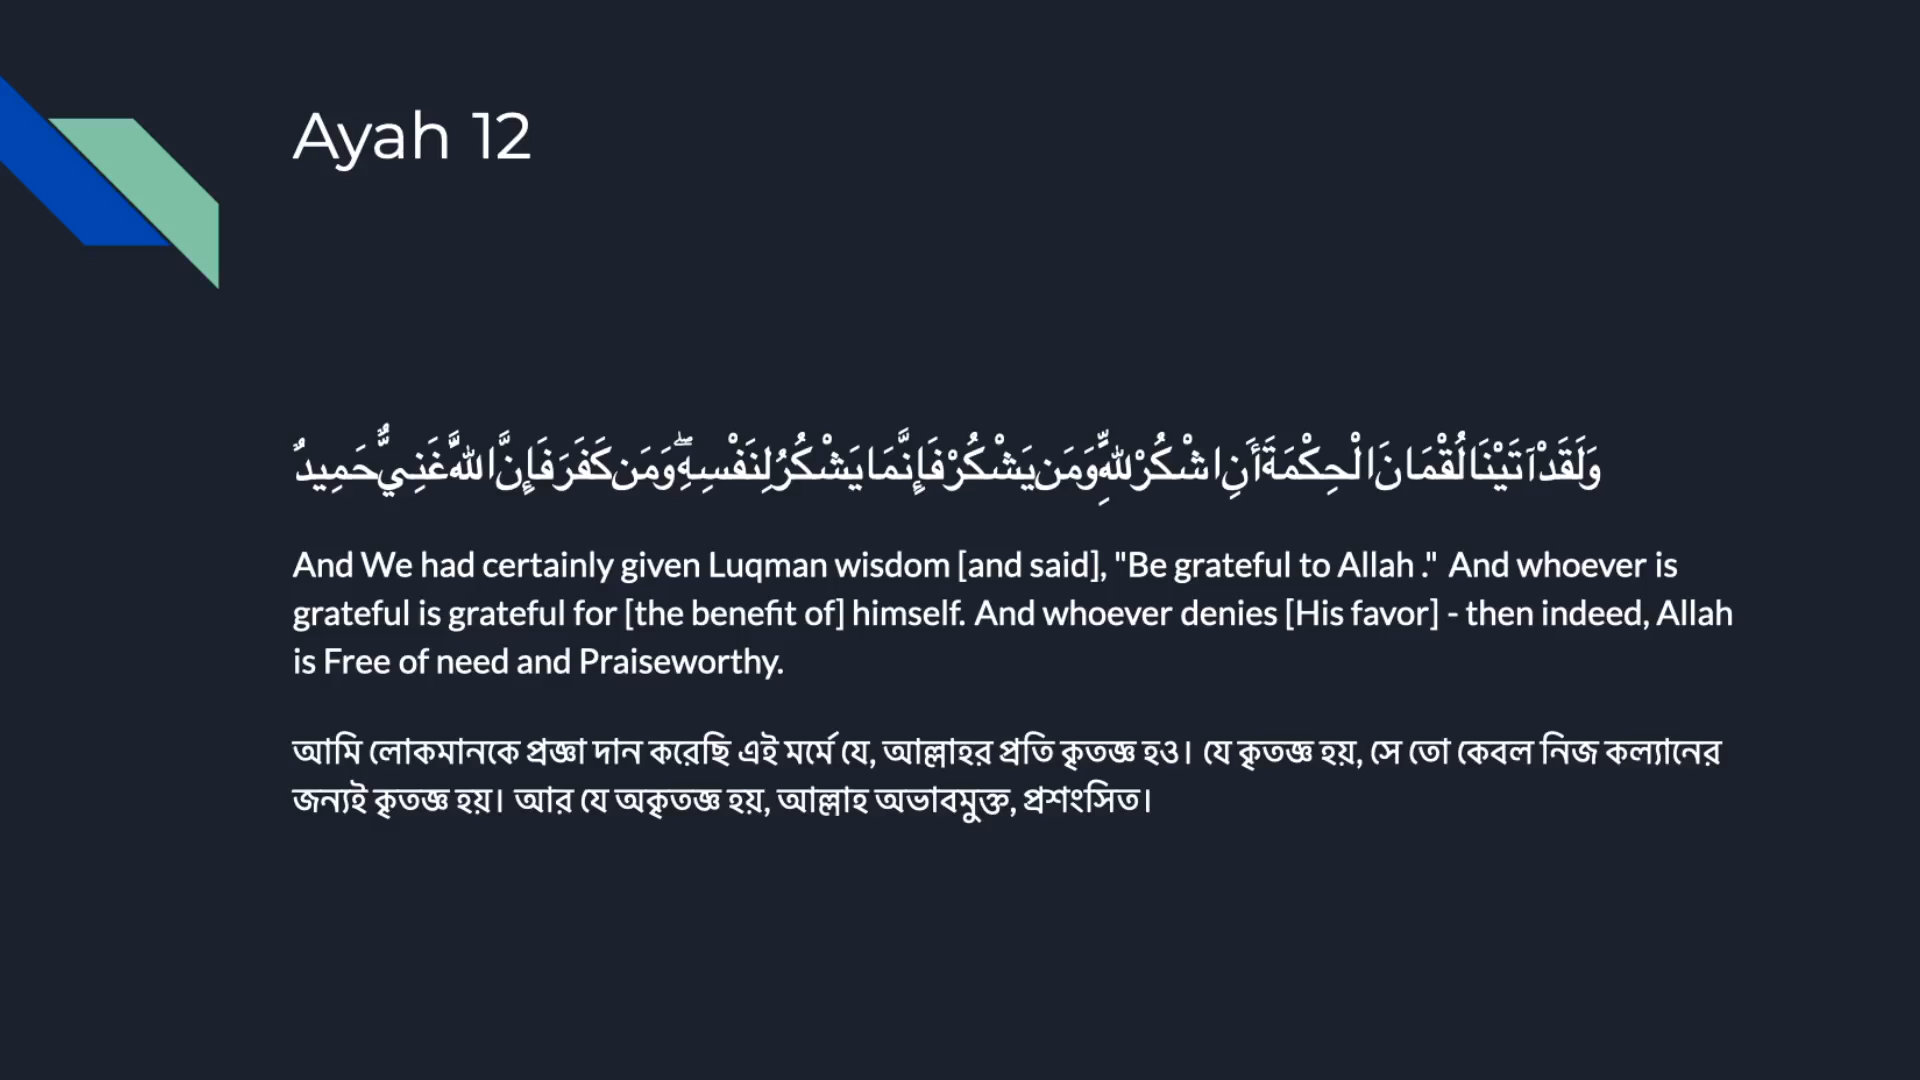 Ayah 12
وَلَقَدْ آتَيْنَا لُقْمَانَ الْحِكْمَةَ أَنِ اشْكُرْ لِلَّهِ ۚ وَمَن يَشْكُرْ فَإِنَّمَا يَشْكُرُ لِنَفْسِهِ ۖ وَمَن كَفَرَ فَإِنَّ اللَّهَ غَنِيٌّ حَمِيدٌ
And We had certainly given Luqman wisdom [and said], "Be grateful to Allah ." And whoever is
grateful is grateful for [the benefit of] himself. And whoever denies [His favor] - then indeed, Allah
is Free of need and Praiseworthy.
আমি লোকমানকে প্রজ্ঞা দান করেছি এই মর্মে যে, আল্লাহর প্রতি কৃতজ্ঞ হও। যে কৃতজ্ঞ হয়, সে তো কেবল নিজ কল্যানের
জন্যই কৃতজ্ঞ হয়। আর যে অকৃতজ্ঞ হয়, আল্লাহ অভাবমুক্ত, প্রশংসিত।